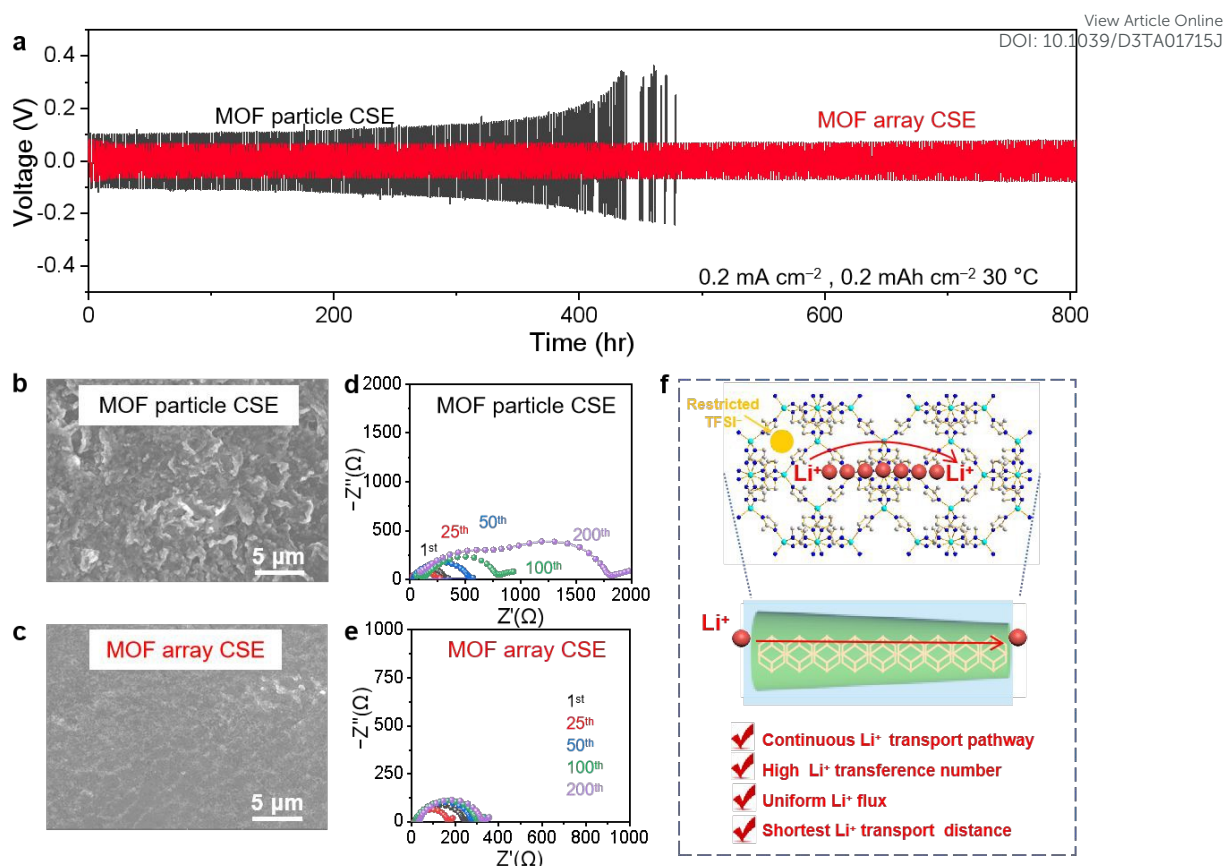 View Article Online
DOI: 10.1039/D3TA01715J
a
0.4
0.2
0.0
-0.2
-0.4
Voltage (V)
MOF particle CSE
MOF array CSE
0.2 mA cm⁻² , 0.2 mAh cm⁻² 30 °C
0
200
400
600
800
Time (hr)
b
MOF particle CSE
5 µm
c
MOF array CSE
5 µm
d
2000
1500
1000
500
0
−Z''(Ω)
MOF particle CSE
1st
25th
50th
100th
200th
0
500
1000
1500
2000
Z'(Ω)
e
1000
750
500
250
0
−Z''(Ω)
MOF array CSE
1st
25th
50th
100th
200th
0
200
400
600
800
1000
Z'(Ω)
f
Restricted
TFSI⁻
Li⁺
Li⁺
Li⁺
Continuous Li⁺ transport pathway
High Li⁺ transference number
Uniform Li⁺ flux
Shortest Li⁺ transport distance